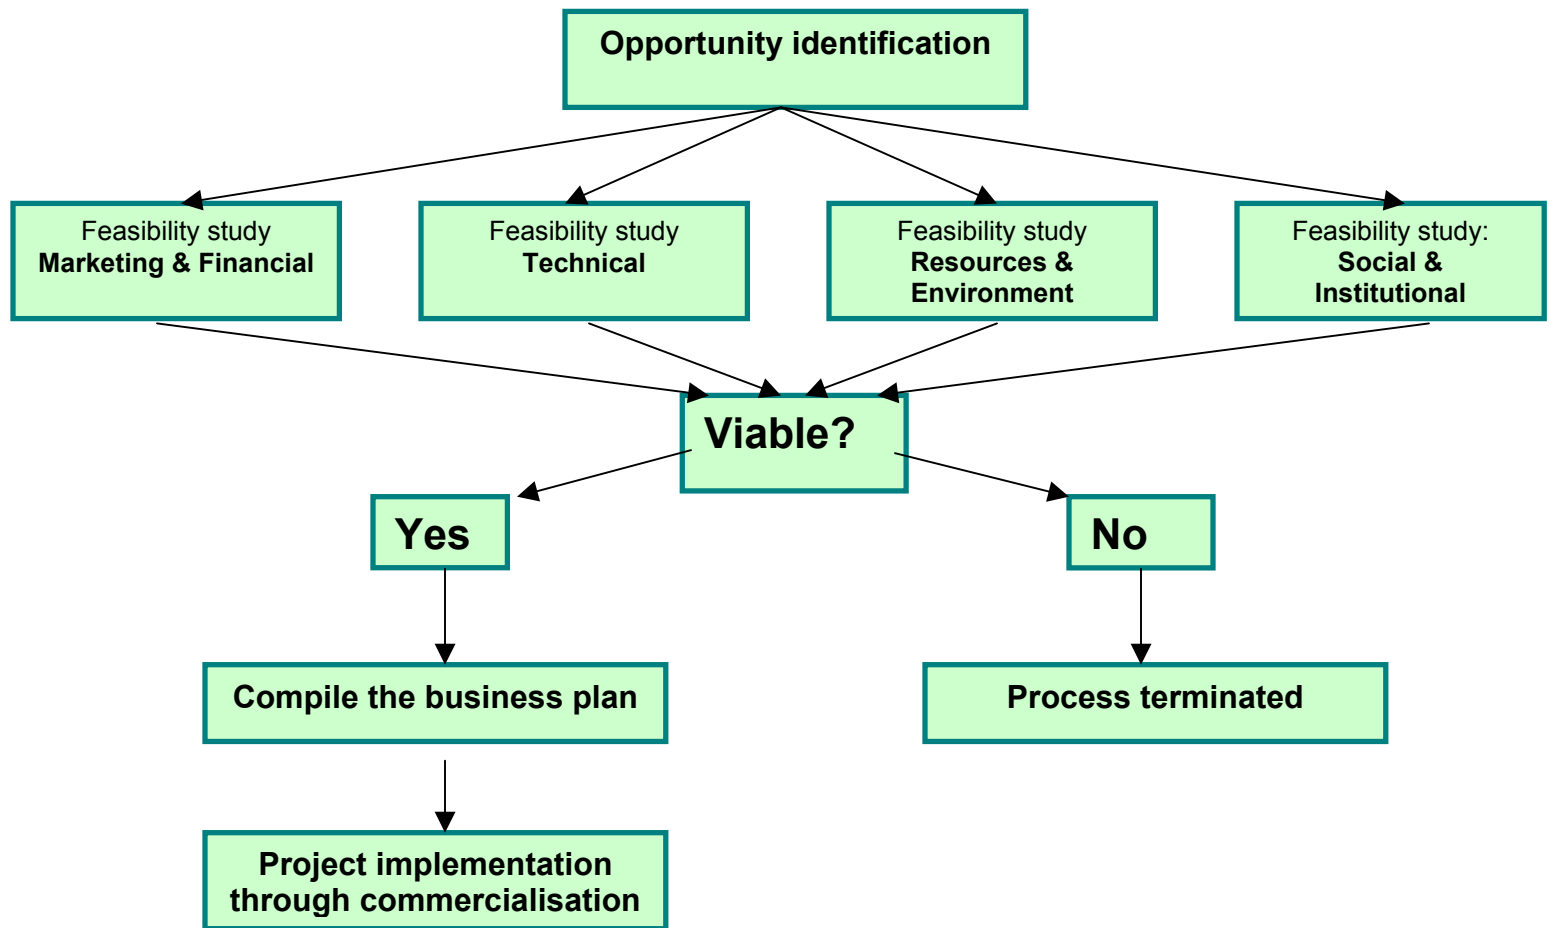 Opportunity identification
Feasibility study
Marketing & Financial
Feasibility study
Technical
Feasibility study
Resources &
Environment
Feasibility study:
Social &
Institutional
Viable?
Yes
No
Compile the business plan
Process terminated
Project implementation
through commercialisation